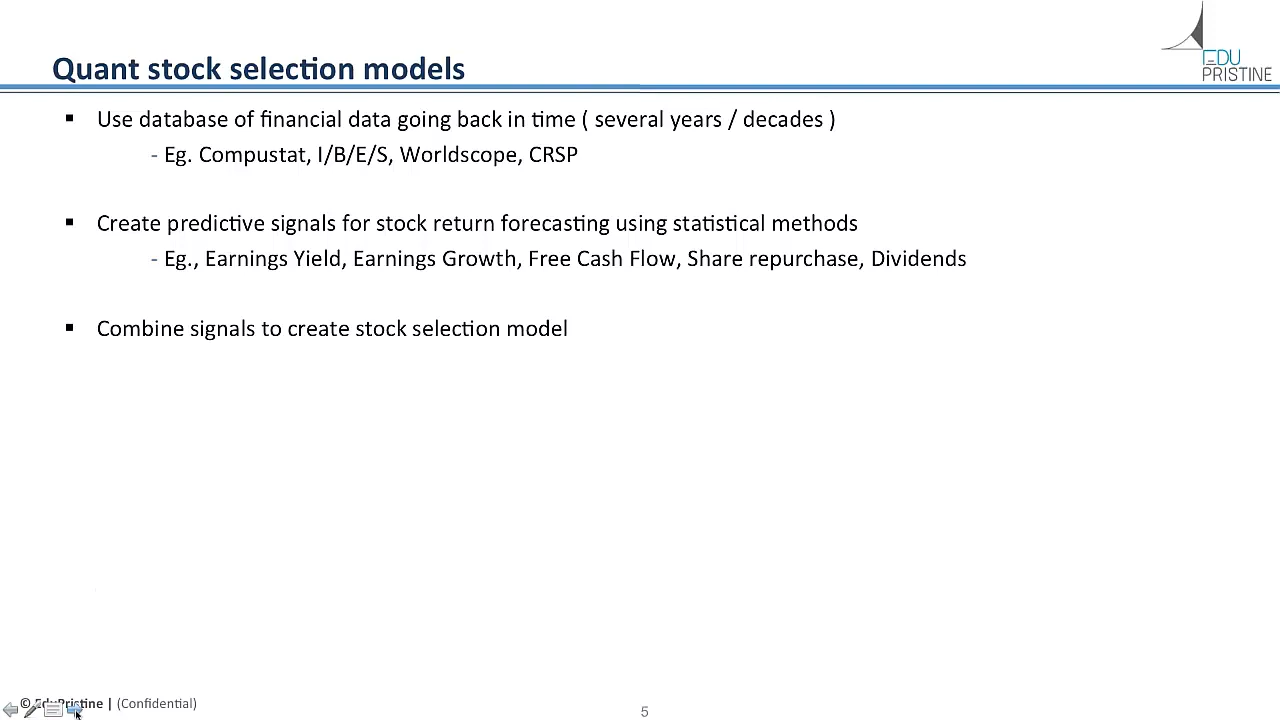 EDU
PRISTINE
Quant stock selection models
▪ Use database of financial data going back in time ( several years / decades )
- Eg. Compustat, I/B/E/S, Worldscope, CRSP
▪ Create predictive signals for stock return forecasting using statistical methods
- Eg., Earnings Yield, Earnings Growth, Free Cash Flow, Share repurchase, Dividends
▪ Combine signals to create stock selection model
© EduPristine | (Confidential)
5